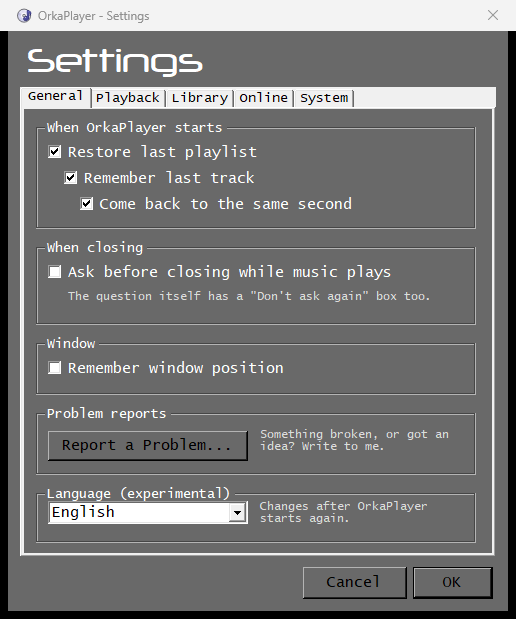 OrkaPlayer - Settings
Settings
General Playback Library Online System
When OrkaPlayer starts
Restore last playlist
Remember last track
Come back to the same second
When closing
Ask before closing while music plays
The question itself has a "Don't ask again" box too.
Window
Remember window position
Problem reports
Report a Problem...
Something broken, or got an
idea? Write to me.
Language (experimental)
English
Changes after OrkaPlayer
starts again.
Cancel OK